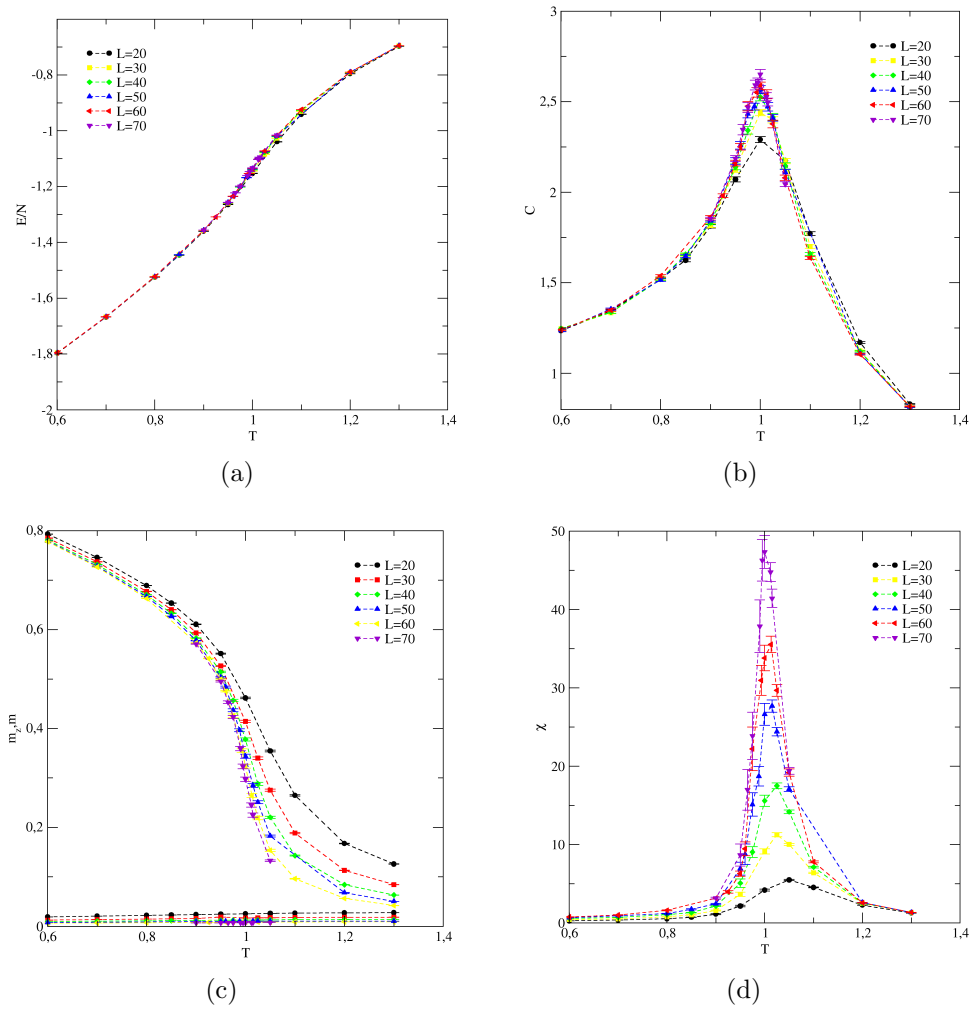 -0,8
-1
-1,2
-1,4
-1,6
-1,8
-2
E/N
L=20
L=30
L=40
L=50
L=60
L=70
0,6 0,8 1 1,2 1,4
T
(a)
3
2,5
2
1,5
1
C
L=20
L=30
L=40
L=50
L=60
L=70
0,6 0,8 1 1,2 1,4
T
(b)
0,8
0,6
0,4
0,2
0
m_z,m
L=20
L=30
L=40
L=50
L=60
L=70
0,6 0,8 1 1,2 1,4
T
(c)
50
40
30
20
10
0
χ
L=20
L=30
L=40
L=50
L=60
L=70
0,6 0,8 1 1,2 1,4
T
(d)